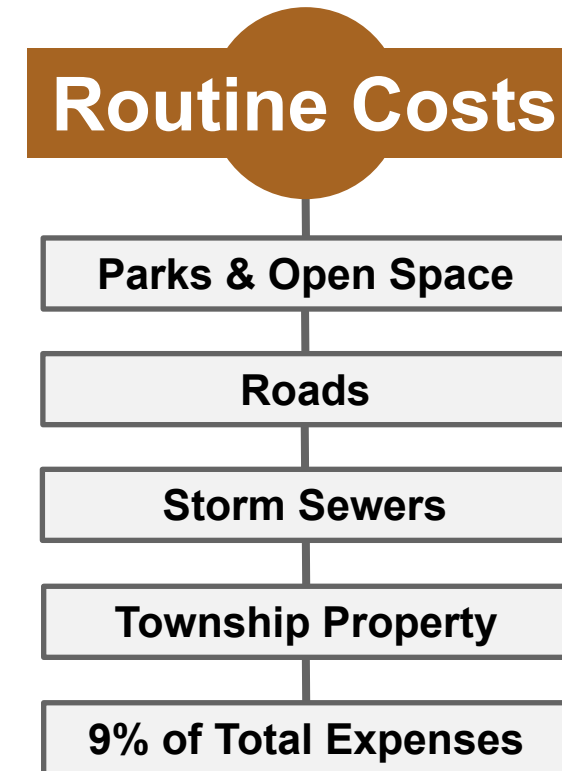 Routine Costs
Parks & Open Space
Roads
Storm Sewers
Township Property
9% of Total Expenses